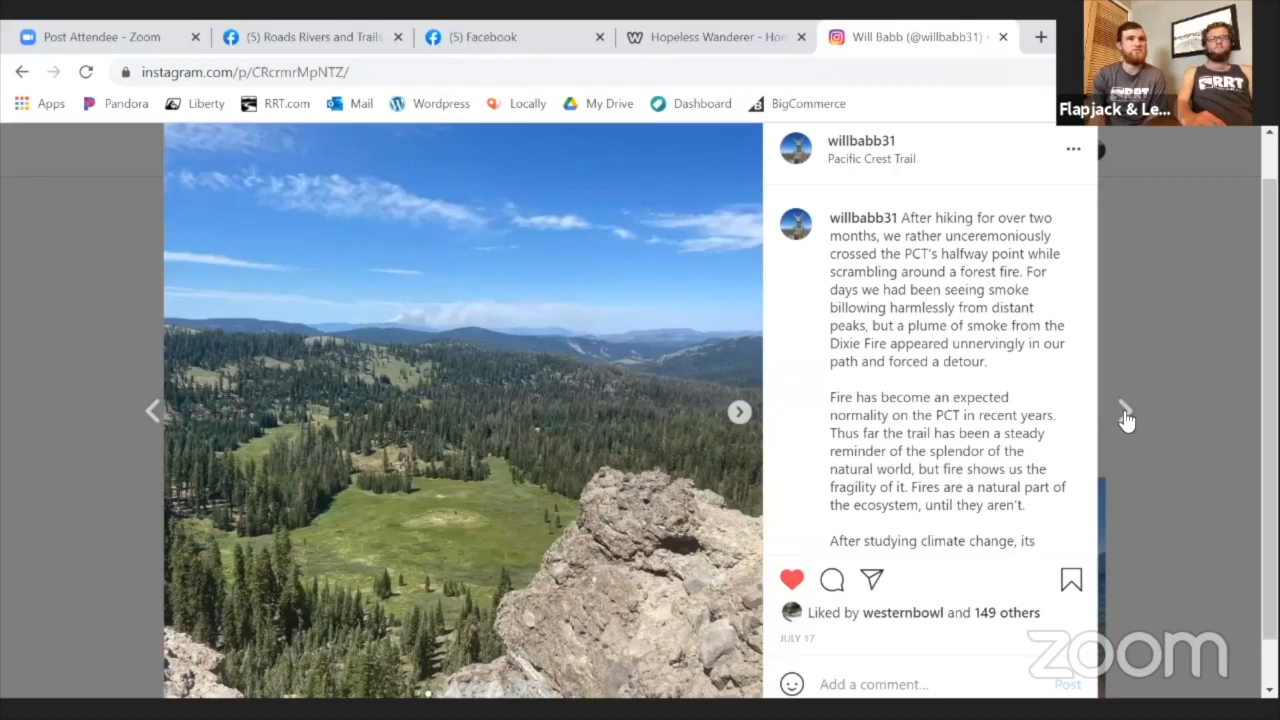 Post Attendee - Zoom
(5) Roads Rivers and Trails
(5) Facebook
Hopeless Wanderer - Hor
Will Babb (@willbabb31)
instagram.com/p/CRcrmrMpNTZ/
Apps
Pandora
Liberty
RRT.com
Mail
Wordpress
Locally
My Drive
Dashboard
BigCommerce
RRT
RRT
Flapjack & Le...
willbabb31
Pacific Crest Trail
willbabb31 After hiking for over two
months, we rather unceremoniously
crossed the PCT's halfway point while
scrambling around a forest fire. For
days we had been seeing smoke
billowing harmlessly from distant
peaks, but a plume of smoke from the
Dixie Fire appeared unnervingly in our
path and forced a detour.
Fire has become an expected
normality on the PCT in recent years.
Thus far the trail has been a steady
reminder of the splendor of the
natural world, but fire shows us the
fragility of it. Fires are a natural part of
the ecosystem, until they aren't.
After studying climate change, its
Liked by westernbowl and 149 others
JULY 17
Add a comment...
Post
zoom